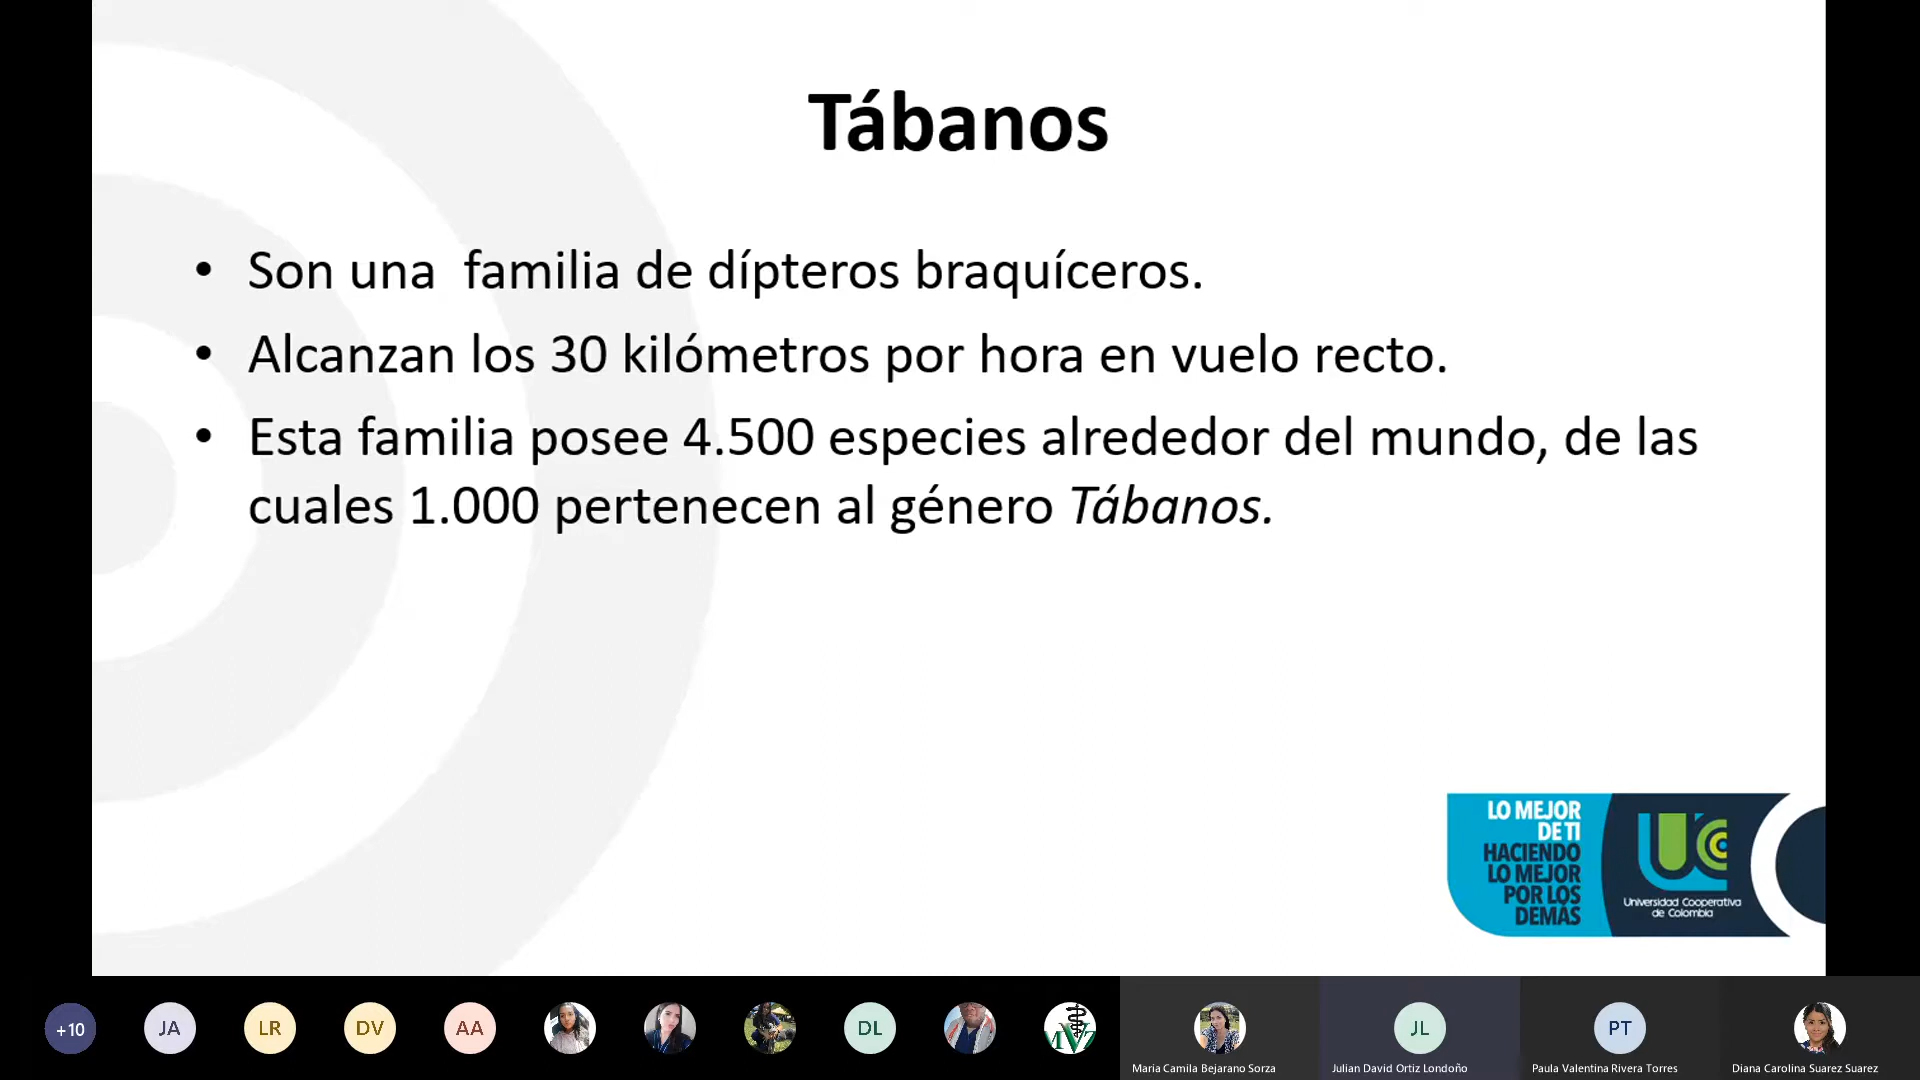 Tábanos
• Son una  familia de dípteros braquíceros.
• Alcanzan los 30 kilómetros por hora en vuelo recto.
• Esta familia posee 4.500 especies alrededor del mundo, de las
cuales 1.000 pertenecen al género Tábanos.
LO MEJOR
DE TI
HACIENDO
LO MEJOR
POR LOS
DEMÁS
UCC
Universidad Cooperativa
de Colombia
+10
JA
LR
DV
AA
DL
MVZ
JL
PT
Maria Camila Bejarano Sorza
Julian David Ortiz Londoño
Paula Valentina Rivera Torres
Diana Carolina Suarez Suarez